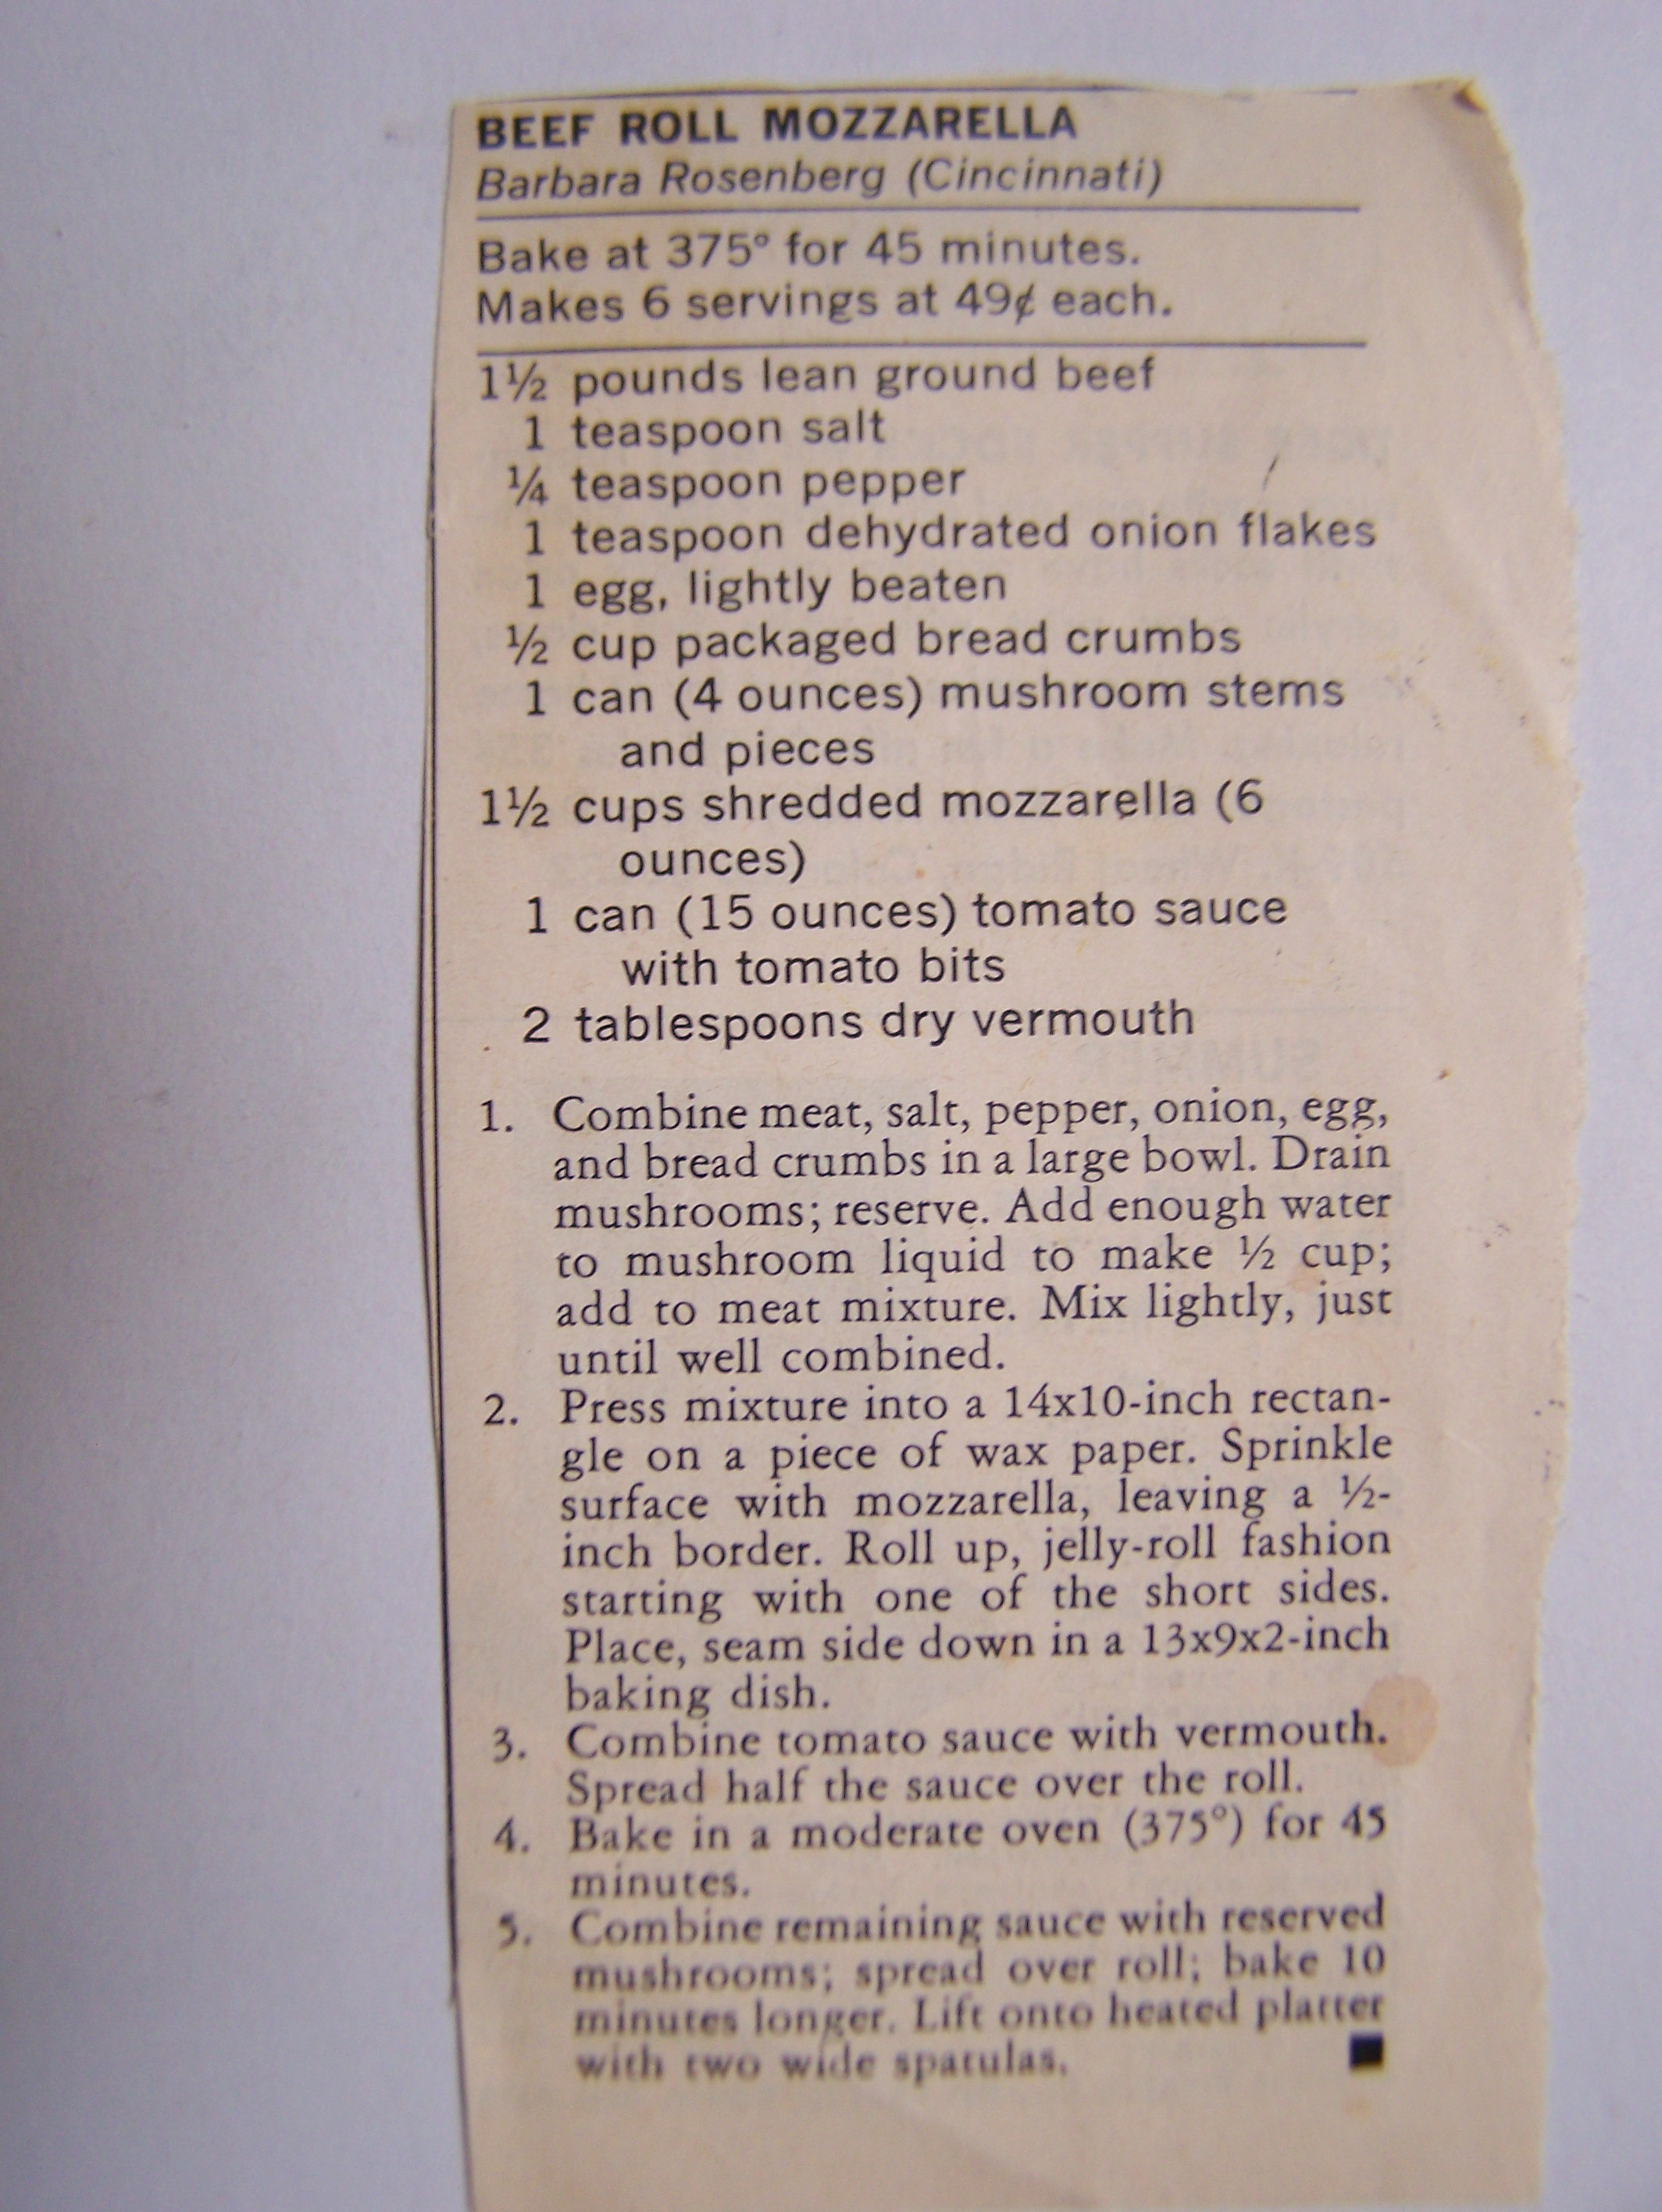 BEEF ROLL MOZZARELLA
Barbara Rosenberg (Cincinnati)
Bake at 375° for 45 minutes.
Makes 6 servings at 49¢ each.
1½ pounds lean ground beef
1 teaspoon salt
¼ teaspoon pepper
1 teaspoon dehydrated onion flakes
1 egg, lightly beaten
½ cup packaged bread crumbs
1 can (4 ounces) mushroom stems
and pieces
1½ cups shredded mozzarella (6
ounces)
1 can (15 ounces) tomato sauce
with tomato bits
2 tablespoons dry vermouth
1. Combine meat, salt, pepper, onion, egg,
and bread crumbs in a large bowl. Drain
mushrooms; reserve. Add enough water
to mushroom liquid to make ½ cup;
add to meat mixture. Mix lightly, just
until well combined.
2. Press mixture into a 14x10-inch rectan-
gle on a piece of wax paper. Sprinkle
surface with mozzarella, leaving a ½-
inch border. Roll up, jelly-roll fashion
starting with one of the short sides.
Place, seam side down in a 13x9x2-inch
baking dish.
3. Combine tomato sauce with vermouth.
Spread half the sauce over the roll.
4. Bake in a moderate oven (375°) for 45
minutes.
5. Combine remaining sauce with reserved
mushrooms; spread over roll; bake 10
minutes longer. Lift onto heated platter
with two wide spatulas.